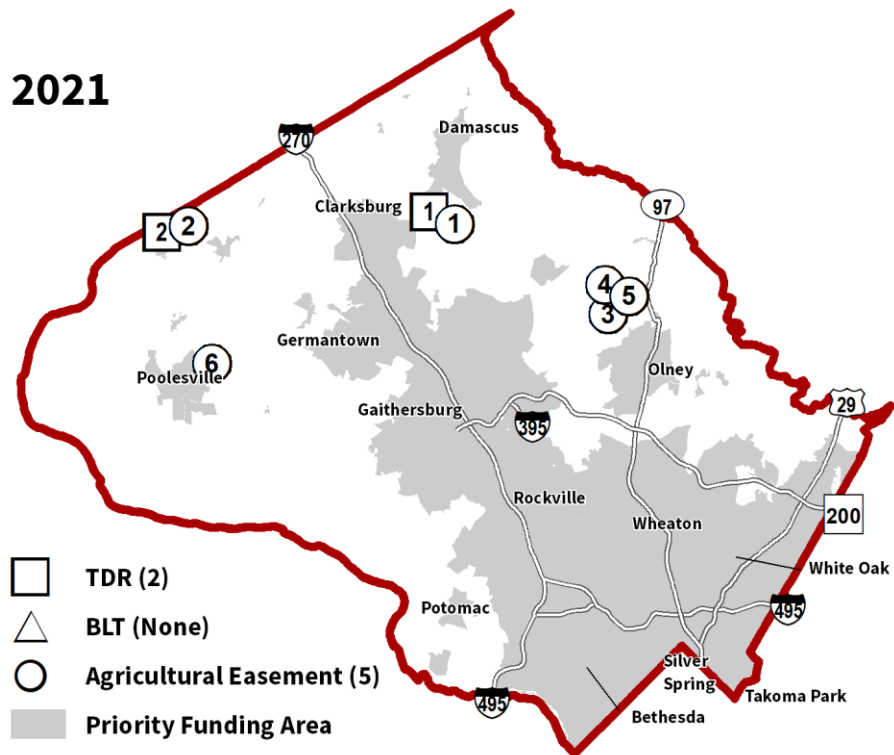 2021
Damascus
270
Clarksburg
1
1
97
2
2
4
5
3
Germantown
6
Poolesville
Olney
Gaithersburg
29
395
Rockville
Wheaton
200
White Oak
TDR (2)
BLT (None)
Potomac
495
Agricultural Easement (5)
Silver
Spring
Takoma Park
495
Bethesda
Priority Funding Area